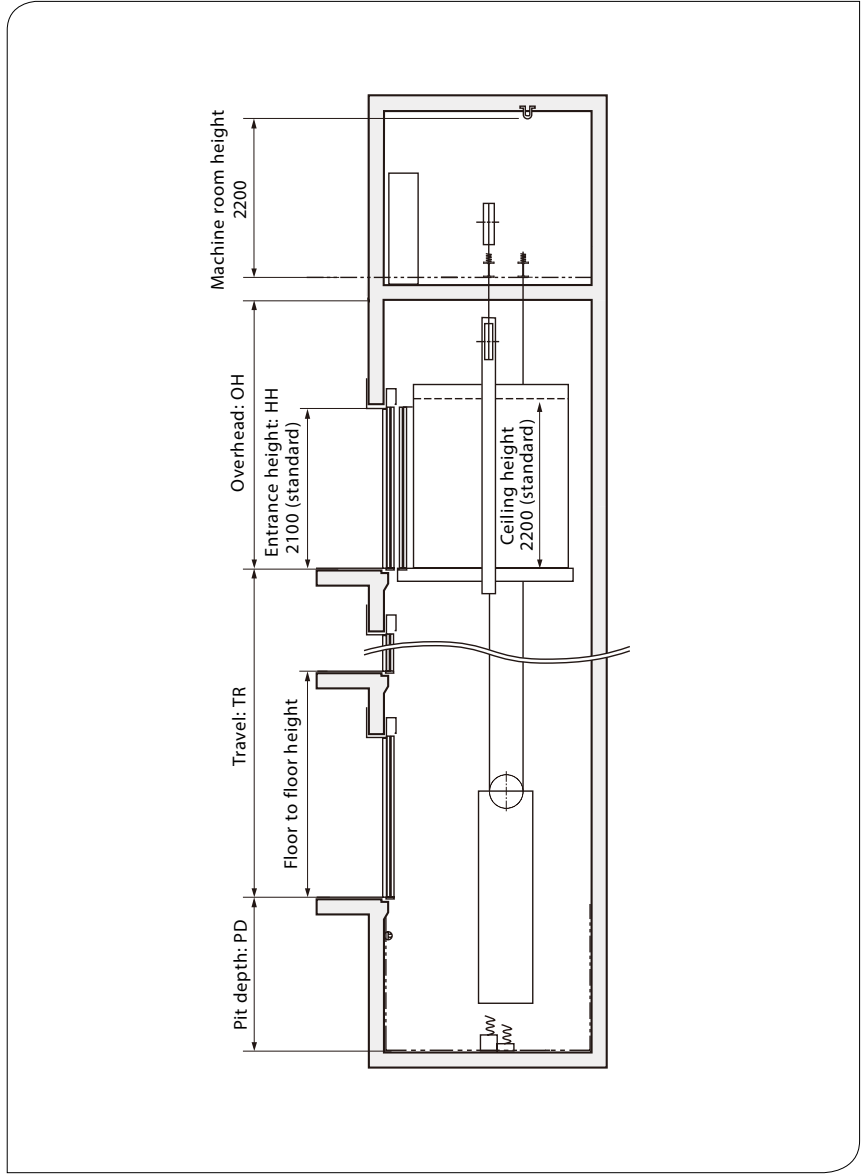 Machine room height
2200
Overhead: OH
Entrance height: HH
2100 (standard)
Ceiling height
2200 (standard)
Travel: TR
Floor to floor height
Pit depth: PD